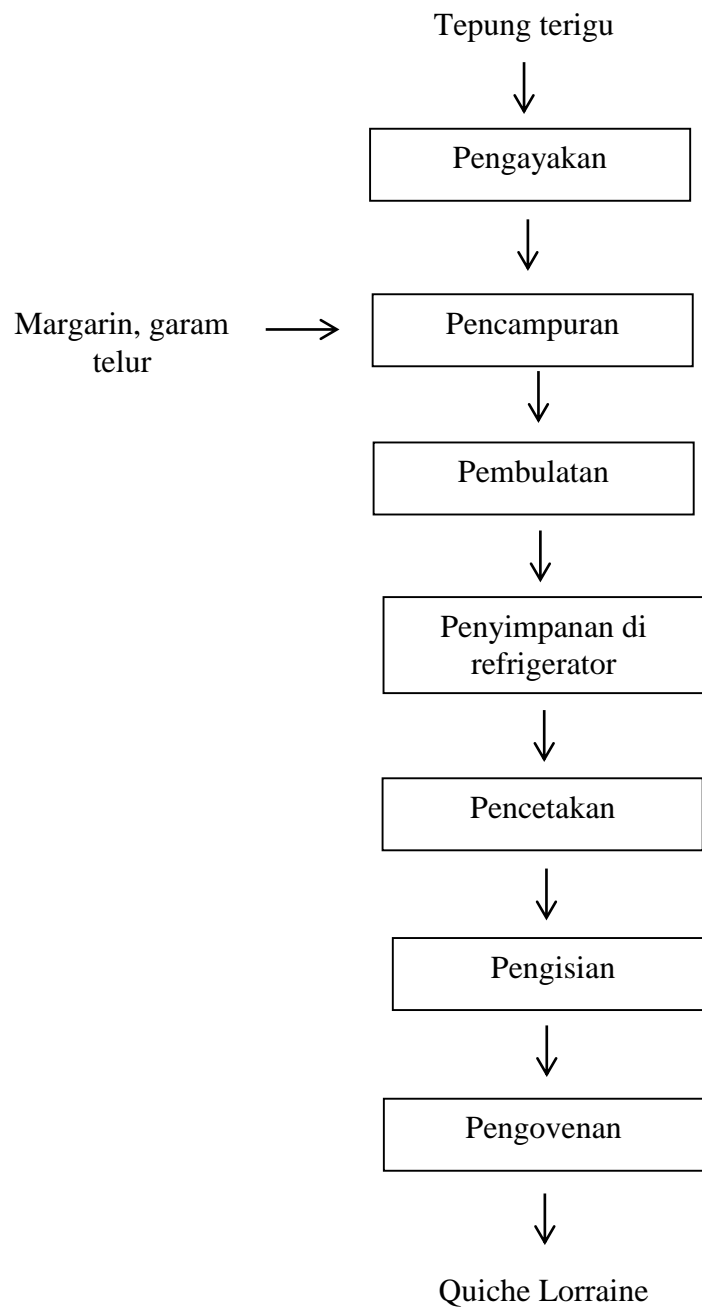 Tepung terigu
Pengayakan
Margarin, garam
telur
Pencampuran
Pembulatan
Penyimpanan di
refrigerator
Pencetakan
Pengisian
Pengovenan
Quiche Lorraine